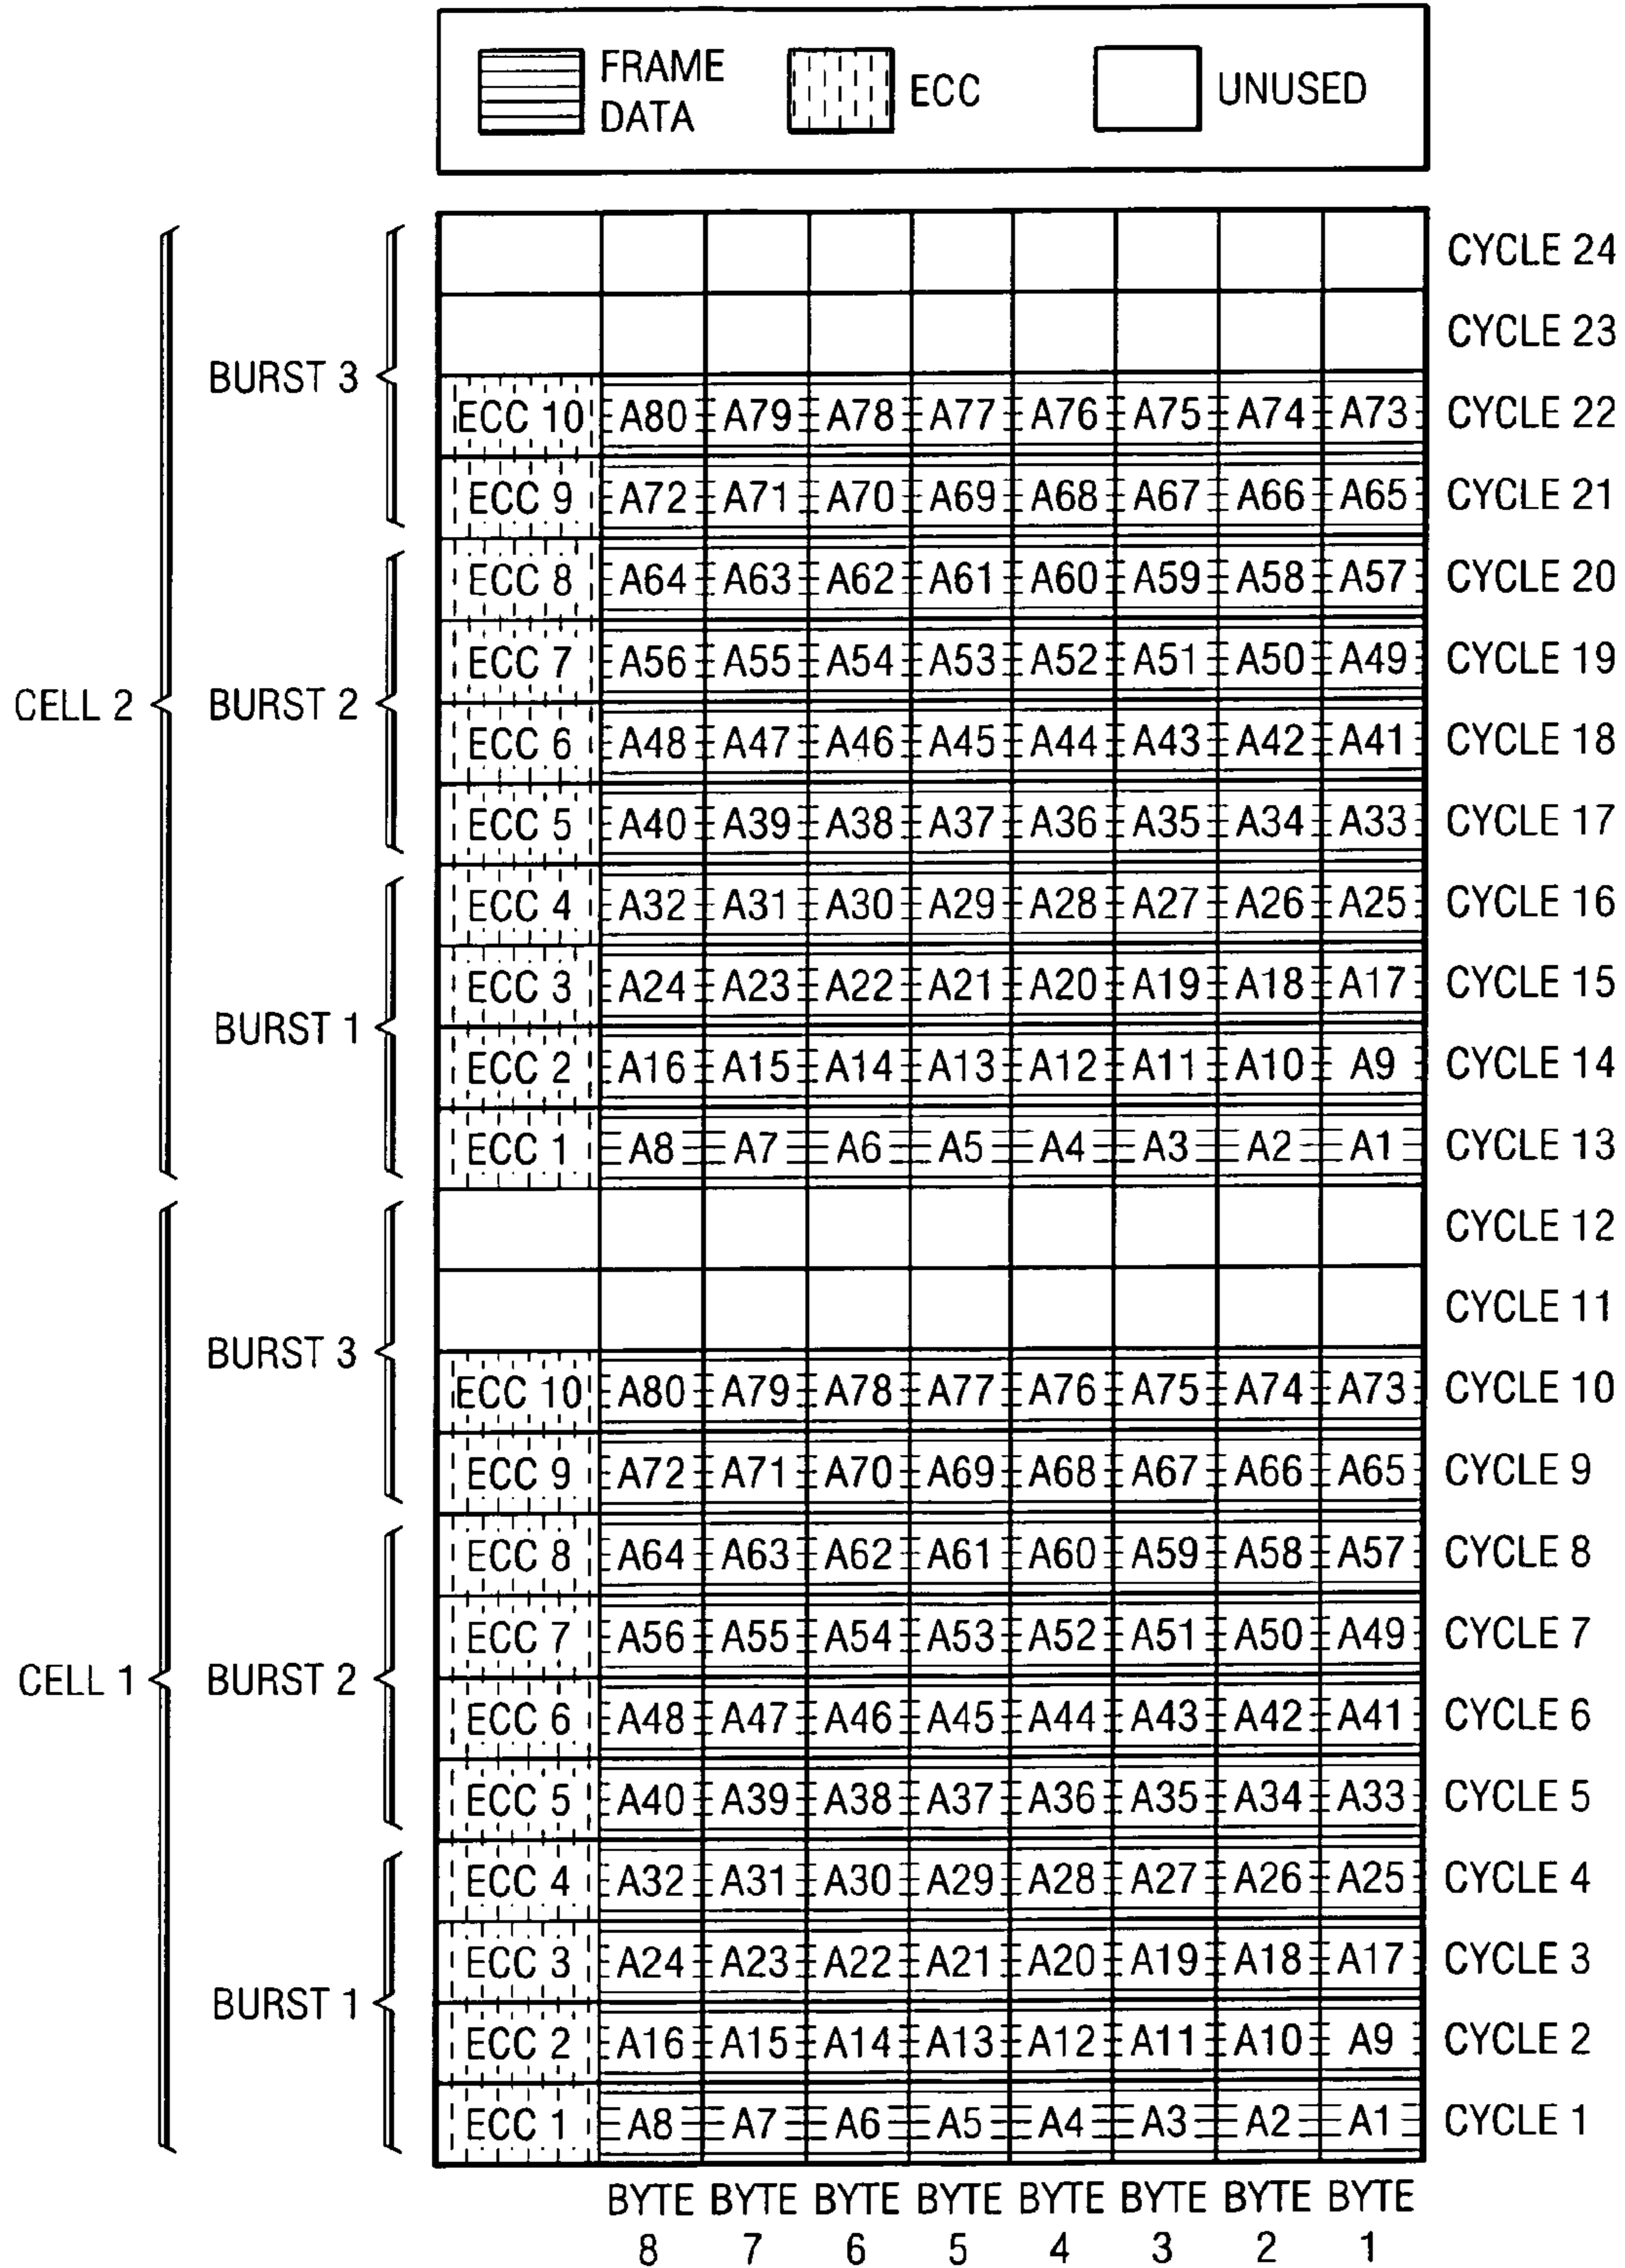 FRAME DATA
ECC
UNUSED
CYCLE 24
CYCLE 23
BURST 3
ECC 10 A80 A79 A78 A77 A76 A75 A74 A73 CYCLE 22
ECC 9 A72 A71 A70 A69 A68 A67 A66 A65 CYCLE 21
ECC 8 A64 A63 A62 A61 A60 A59 A58 A57 CYCLE 20
ECC 7 A56 A55 A54 A53 A52 A51 A50 A49 CYCLE 19
CELL 2 BURST 2
ECC 6 A48 A47 A46 A45 A44 A43 A42 A41 CYCLE 18
ECC 5 A40 A39 A38 A37 A36 A35 A34 A33 CYCLE 17
ECC 4 A32 A31 A30 A29 A28 A27 A26 A25 CYCLE 16
ECC 3 A24 A23 A22 A21 A20 A19 A18 A17 CYCLE 15
BURST 1
ECC 2 A16 A15 A14 A13 A12 A11 A10 A9 CYCLE 14
ECC 1 A8 A7 A6 A5 A4 A3 A2 A1 CYCLE 13
CYCLE 12
CYCLE 11
BURST 3
ECC 10 A80 A79 A78 A77 A76 A75 A74 A73 CYCLE 10
ECC 9 A72 A71 A70 A69 A68 A67 A66 A65 CYCLE 9
ECC 8 A64 A63 A62 A61 A60 A59 A58 A57 CYCLE 8
ECC 7 A56 A55 A54 A53 A52 A51 A50 A49 CYCLE 7
CELL 1 BURST 2
ECC 6 A48 A47 A46 A45 A44 A43 A42 A41 CYCLE 6
ECC 5 A40 A39 A38 A37 A36 A35 A34 A33 CYCLE 5
ECC 4 A32 A31 A30 A29 A28 A27 A26 A25 CYCLE 4
ECC 3 A24 A23 A22 A21 A20 A19 A18 A17 CYCLE 3
BURST 1
ECC 2 A16 A15 A14 A13 A12 A11 A10 A9 CYCLE 2
ECC 1 A8 A7 A6 A5 A4 A3 A2 A1 CYCLE 1
BYTE BYTE BYTE BYTE BYTE BYTE BYTE BYTE
8 7 6 5 4 3 2 1